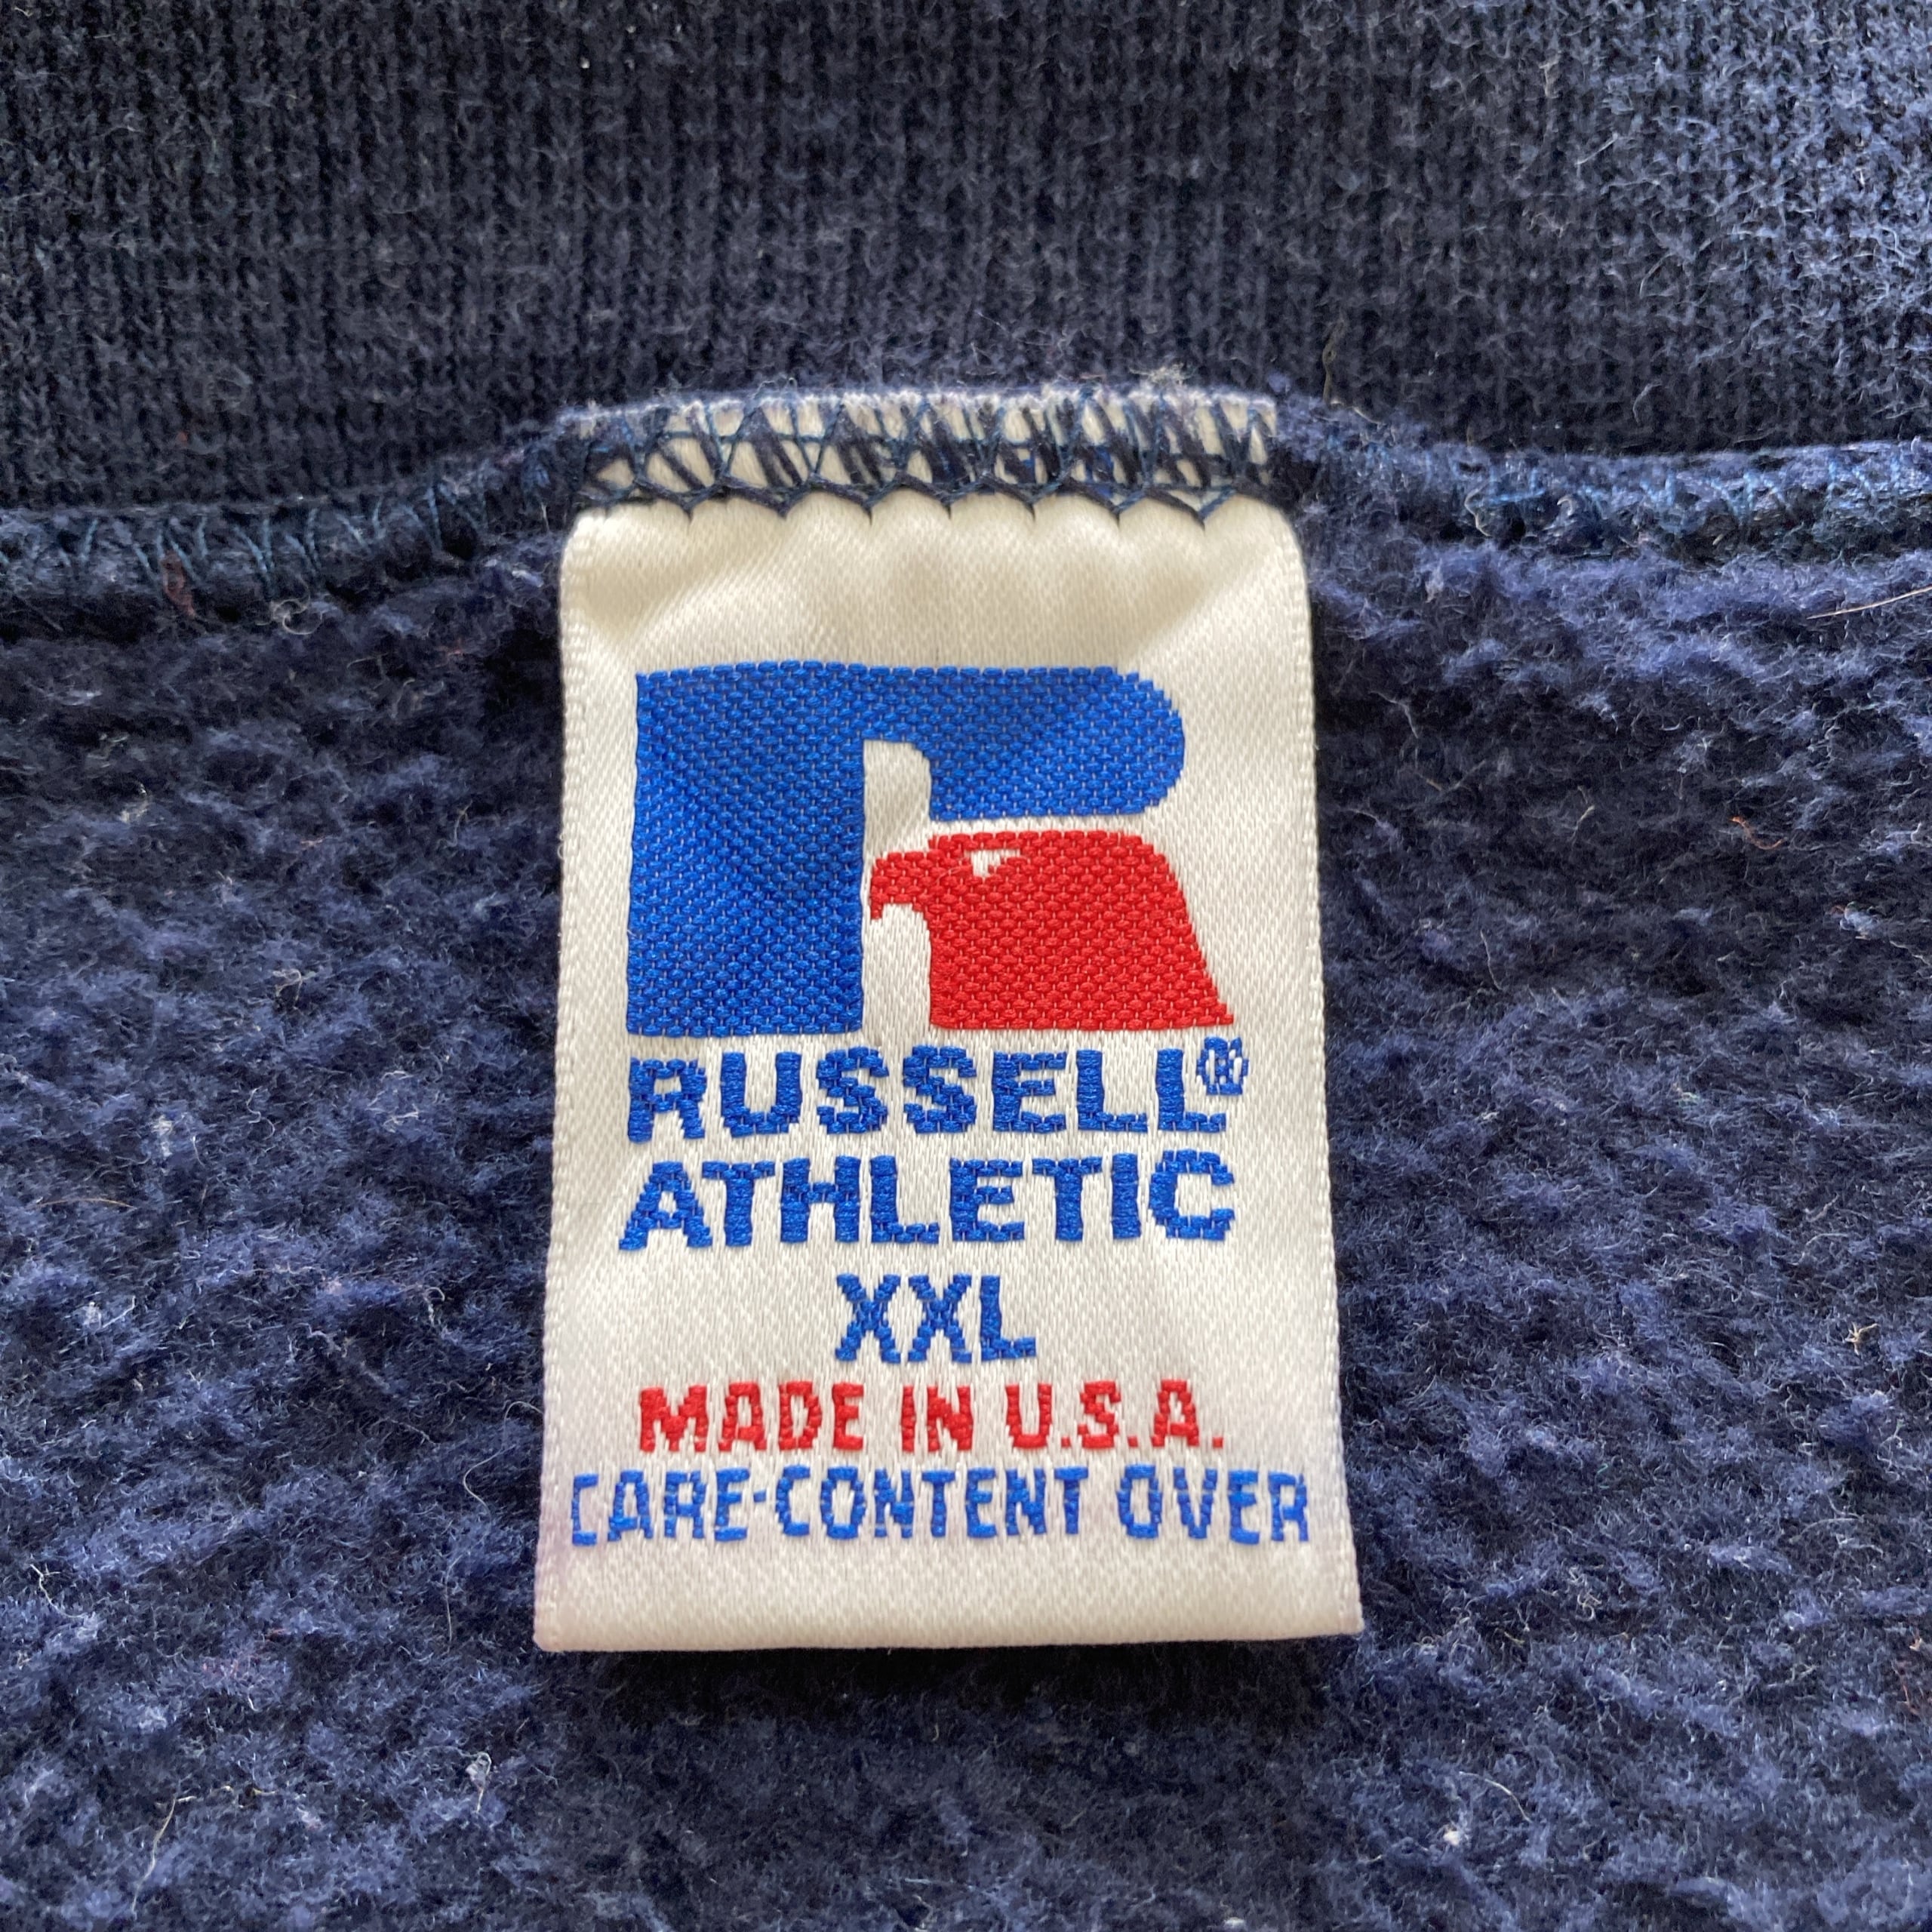 RUSSELL®
ATHLETIC
XXL
MADE IN U.S.A.
CARE-CONTENT OVER